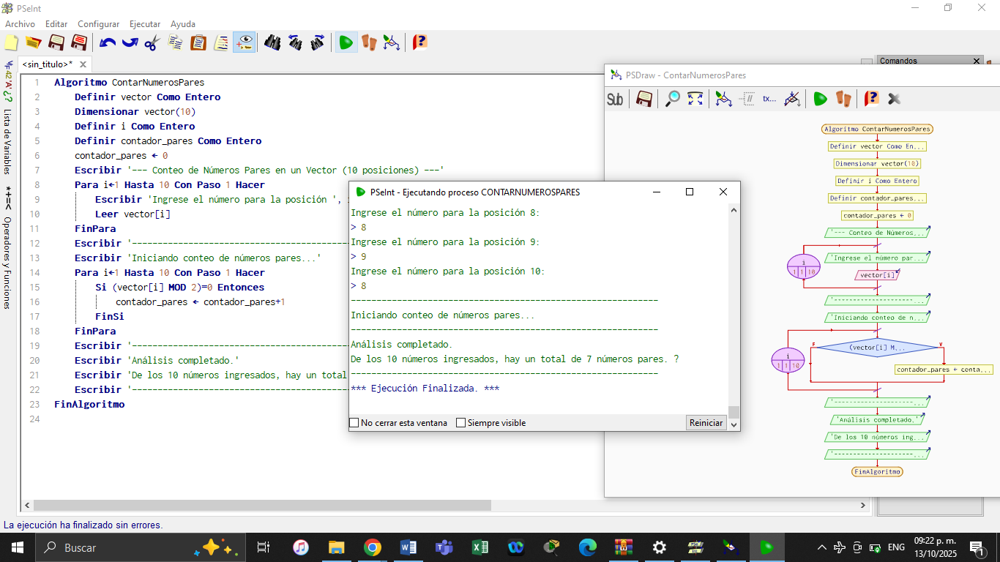 PSeInt
Archivo Editar Configurar Ejecutar Ayuda
<sin_titulo>*
Comandos
Lista de Variables
Operadores y Funciones
1 Algoritmo ContarNumerosPares
2 Definir vector Como Entero
3 Dimensionar vector(10)
4 Definir i Como Entero
5 Definir contador_pares Como Entero
6 contador_pares ← 0
7 Escribir '--- Conteo de Números Pares en un Vector (10 posiciones) ---'
8 Para i←1 Hasta 10 Con Paso 1 Hacer
9 Escribir 'Ingrese el número para la posición ',
10 Leer vector[i]
11 FinPara
12 Escribir '-------------------------------------
13 Escribir 'Iniciando conteo de números pares...'
14 Para i←1 Hasta 10 Con Paso 1 Hacer
15 Si (vector[i] MOD 2)=0 Entonces
16 contador_pares ← contador_pares+1
17 FinSi
18 FinPara
19 Escribir '-------------------------------------
20 Escribir 'Análisis completado.'
21 Escribir 'De los 10 números ingresados, hay un total
22 Escribir '-------------------------------------
23 FinAlgoritmo
24
PSeInt - Ejecutando proceso CONTARNUMEROSPARES
Ingrese el número para la posición 8:
> 8
Ingrese el número para la posición 9:
> 9
Ingrese el número para la posición 10:
> 8
------------------------------------------------------------
Iniciando conteo de números pares...
------------------------------------------------------------
Análisis completado.
De los 10 números ingresados, hay un total de 7 números pares. ?
------------------------------------------------------------
*** Ejecución Finalizada. ***
No cerrar esta ventana Siempre visible Reiniciar
PSDraw - ContarNumerosPares
Sub tx...
Algoritmo ContarNumerosPares
Definir vector Como En...
Dimensionar vector(10)
Definir i Como Entero
Definir contador_pares...
contador_pares ← 0
'--- Conteo de Números...
i
1 1 10
'Ingrese el número par...
vector[i]
'---------------------...
'Iniciando conteo de n...
i
1 1 10
F (vector[i] M... V
contador_pares ← conta...
'---------------------...
'Análisis completado.'
'De los 10 números ing...
'---------------------...
FinAlgoritmo
La ejecución ha finalizado sin errores.
Buscar
ENG
09:22 p. m.
13/10/2025
1